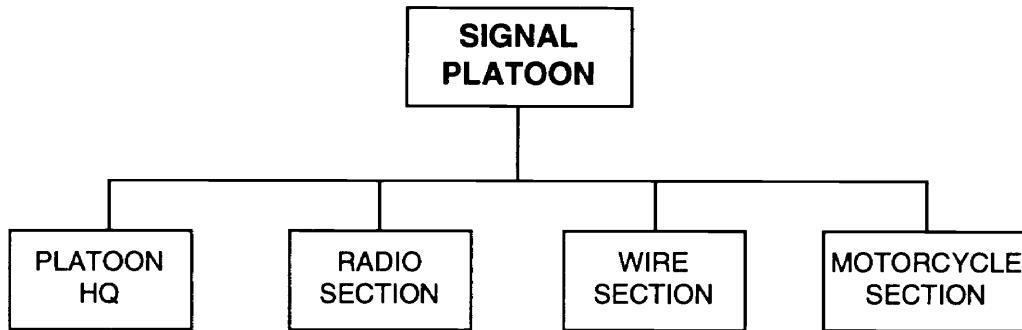 SIGNAL
PLATOON
PLATOON
HQ
RADIO
SECTION
WIRE
SECTION
MOTORCYCLE
SECTION